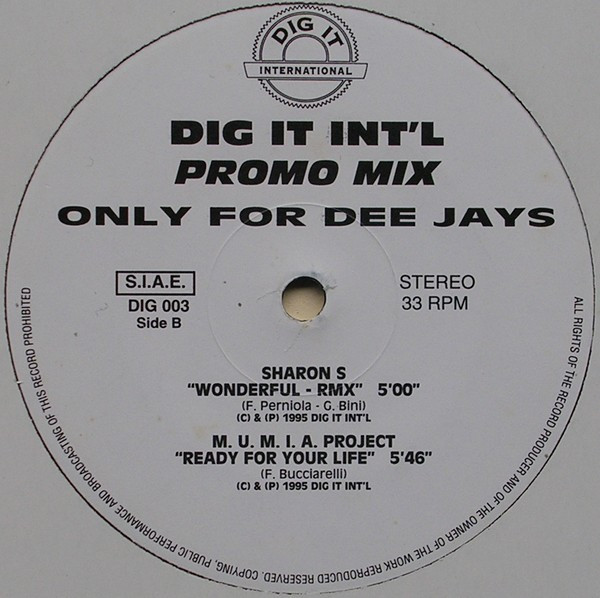 DIG IT
INTERNATIONAL
DIG IT INT'L
PROMO MIX
ONLY FOR DEE JAYS
S.I.A.E.
DIG 003
Side B
STEREO
33 RPM
SHARON S
"WONDERFUL - RMX" 5'00"
(F. Perniola - G. Bini)
(C) & (P) 1995 DIG IT INT'L
M. U. M. I. A. PROJECT
"READY FOR YOUR LIFE" 5'46"
(F. Bucciarelli)
(C) & (P) 1995 DIG IT INT'L
ALL RIGHTS OF THE RECORD PRODUCER AND OF THE OWNER OF THE WORK REPRODUCED RESERVED. COPYING, PUBLIC PERFORMANCE AND BROADCASTING OF THIS RECORD PROHIBITED